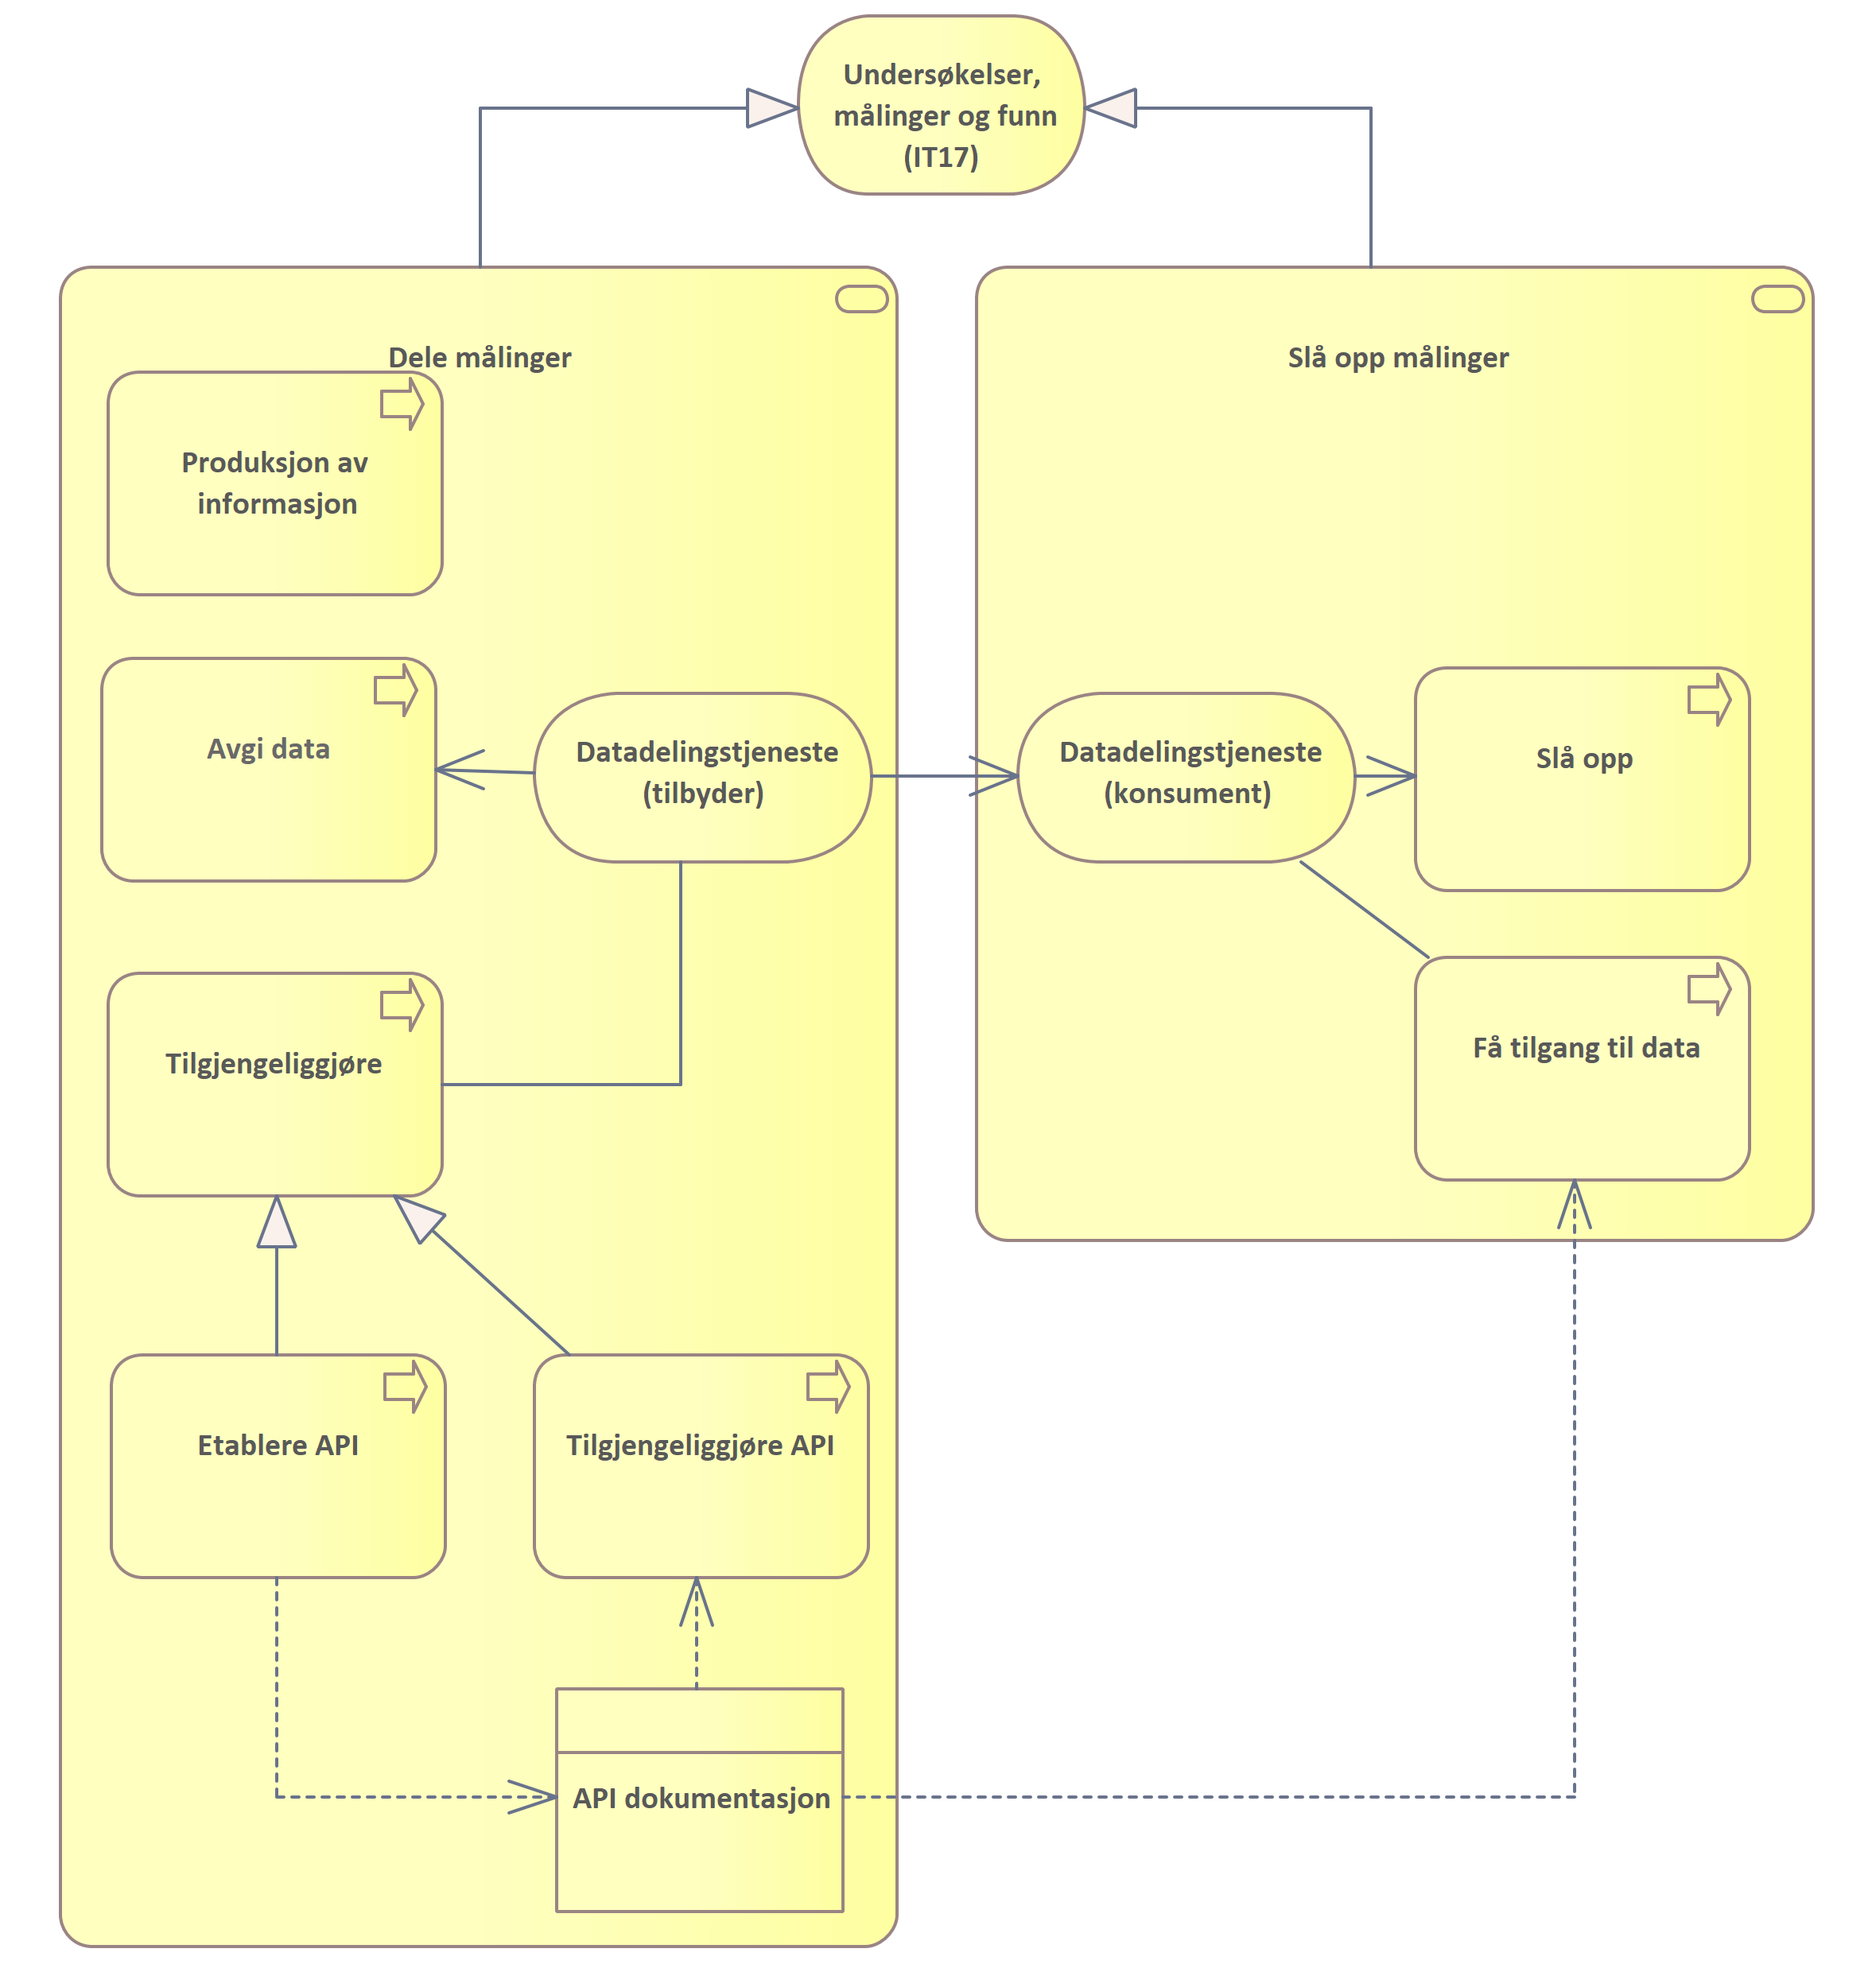 Undersøkelser,
målinger og funn
(IT17)
Dele målinger
Slå opp målinger
Produksjon av
informasjon
Avgi data
Datadelingstjeneste
(tilbyder)
Datadelingstjeneste
(konsument)
Slå opp
Tilgjengeliggjøre
Få tilgang til data
Etablere API
Tilgjengeliggjøre API
API dokumentasjon